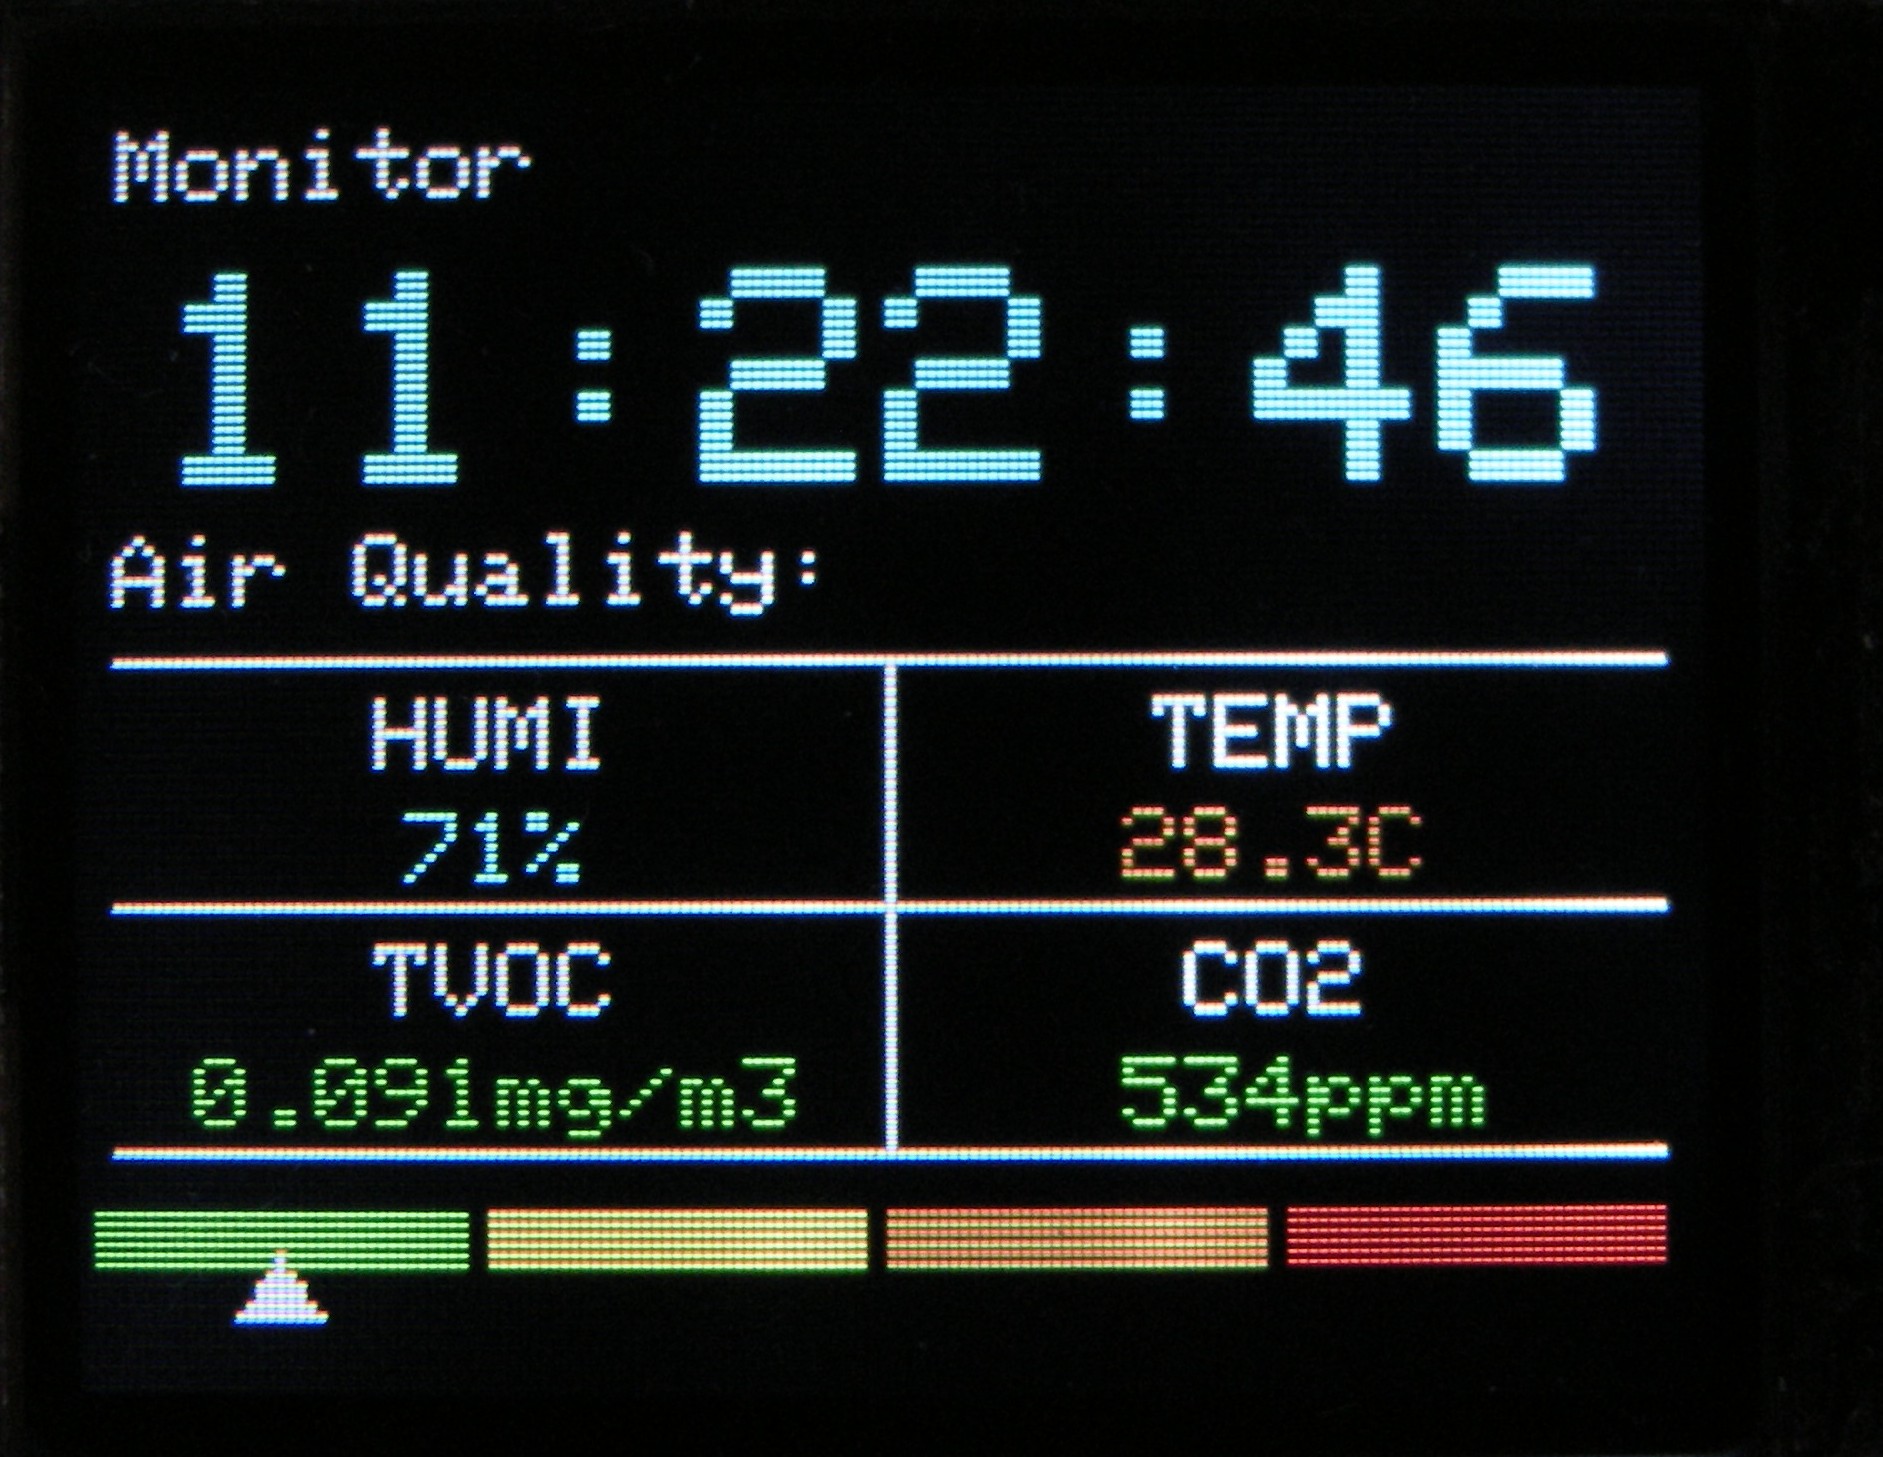 Monitor
11:22:46
Air Quality:
HUMI TEMP
71% 28.3C
TVOC CO2
0.091mg/m3 534ppm